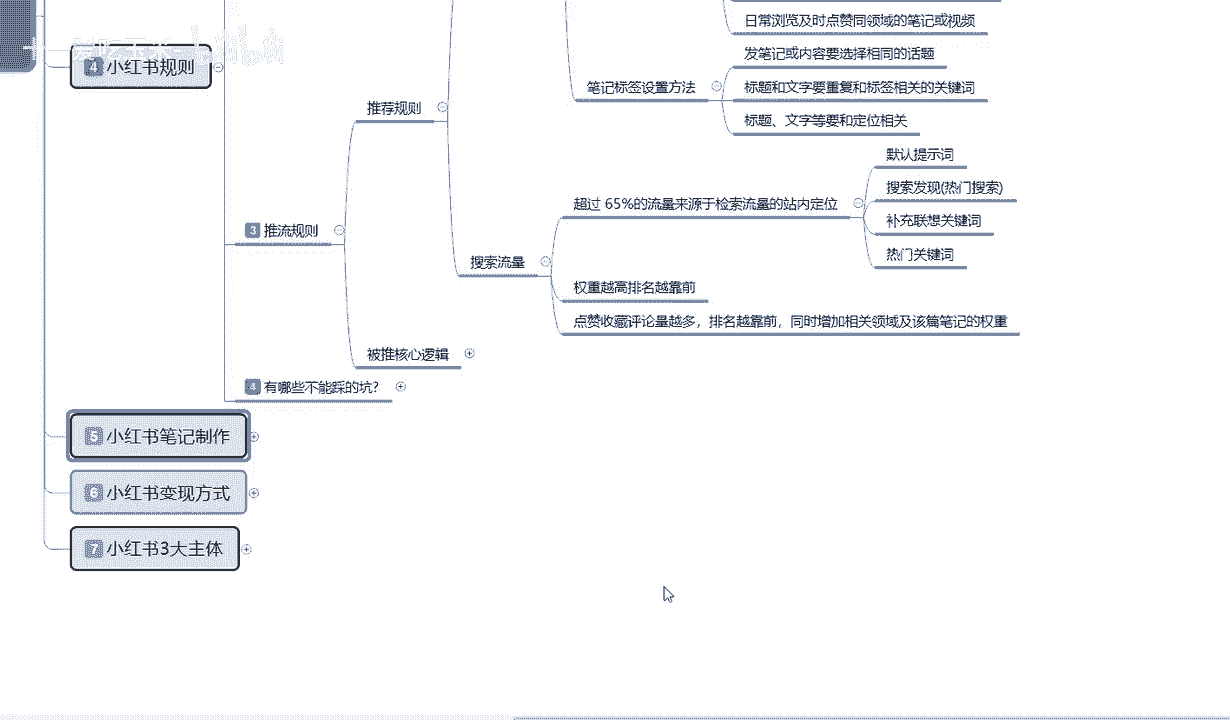 日常浏览及时点赞同领域的笔记或视频
发笔记或内容要选择相同的话题
4 小红书规则
笔记标签设置方法
标题和文字要重复和标签相关的关键词
推荐规则
标题、文字等要和定位相关
默认提示词
搜索发现(热门搜索)
超过 65%的流量来源于检索流量的站内定位
补充联想关键词
3 推流规则
热门关键词
搜索流量
权重越高排名越靠前
点赞收藏评论量越多，排名越靠前，同时增加相关领域及该篇笔记的权重
被推核心逻辑
4 有哪些不能踩的坑?
5 小红书笔记制作
6 小红书变现方式
7 小红书3大主体